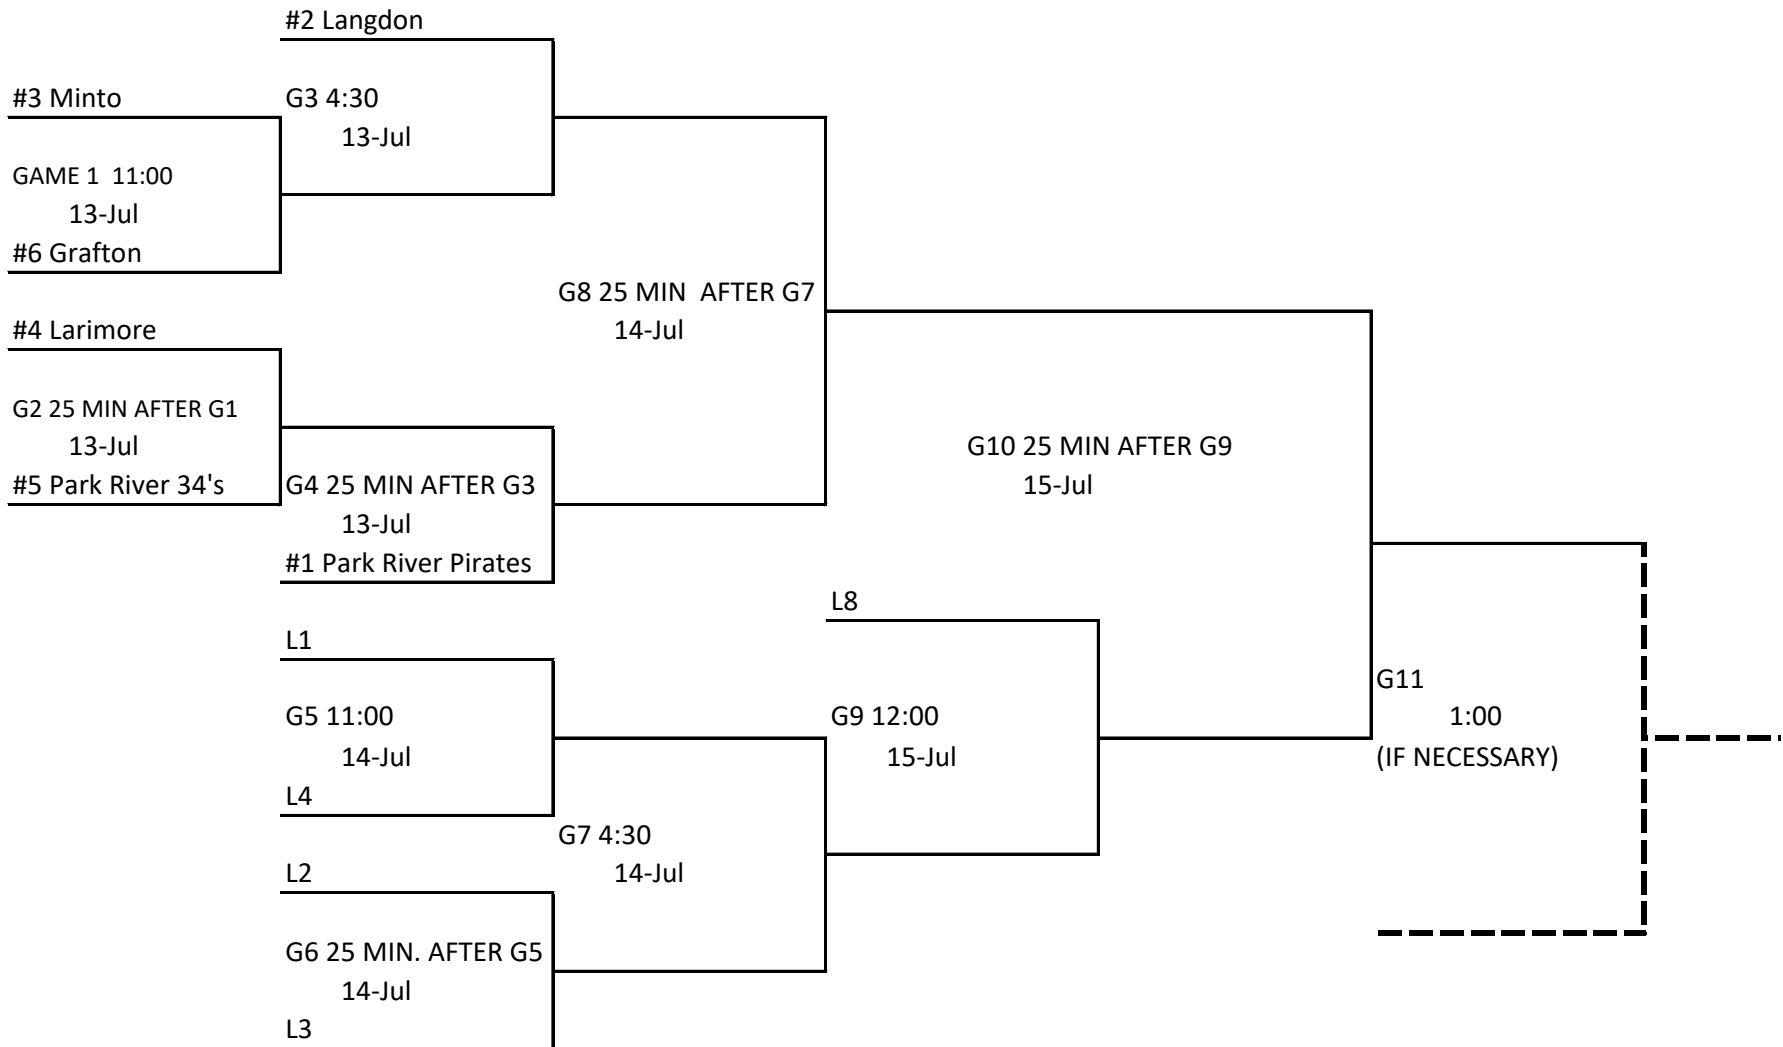 #2 Langdon
#3 Minto
G3 4:30
13-Jul
GAME 1 11:00
13-Jul
#6 Grafton
G8 25 MIN AFTER G7
14-Jul
#4 Larimore
G2 25 MIN AFTER G1
13-Jul
#5 Park River 34's
G4 25 MIN AFTER G3
13-Jul
#1 Park River Pirates
G10 25 MIN AFTER G9
15-Jul
L8
L1
G5 11:00
14-Jul
L4
G9 12:00
15-Jul
G11
1:00
(IF NECESSARY)
G7 4:30
14-Jul
L2
G6 25 MIN. AFTER G5
14-Jul
L3